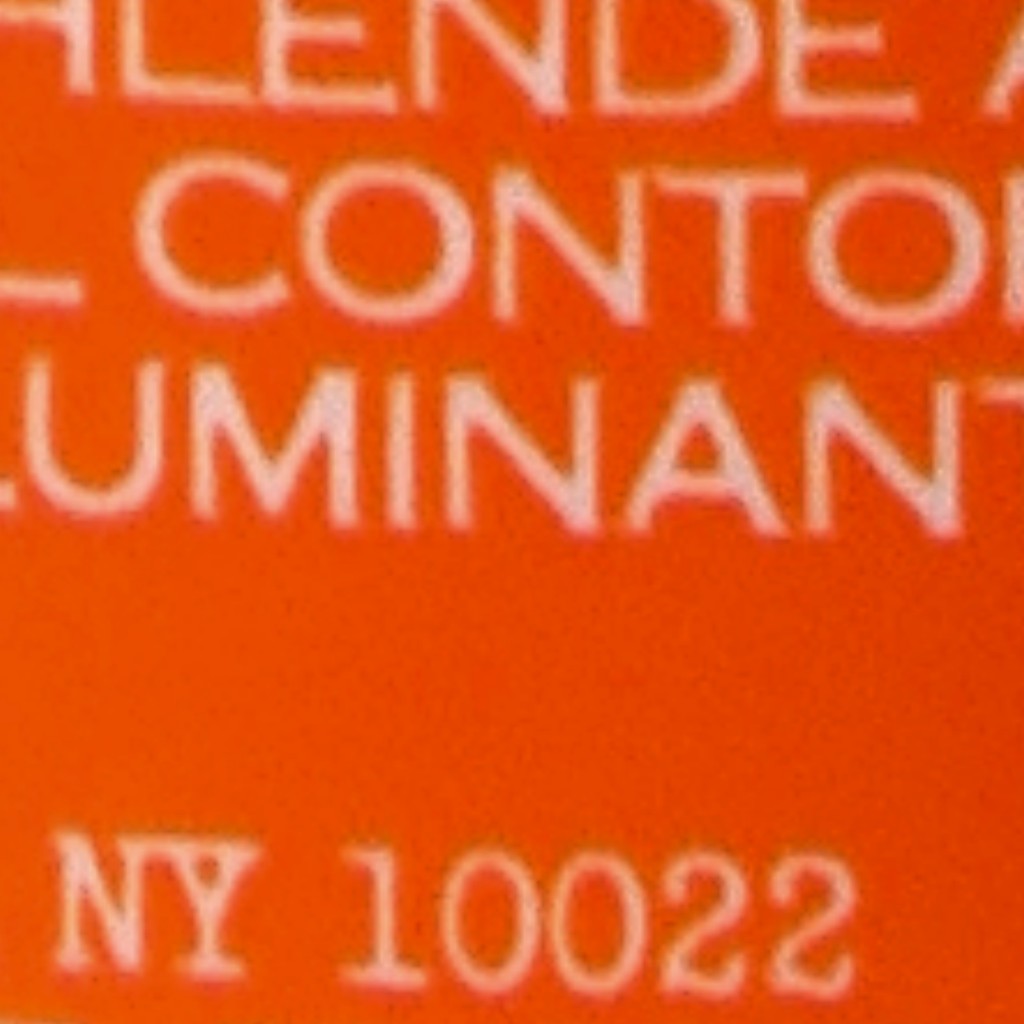 HLENDE A
L CONTO
LUMINANT
NY 10022